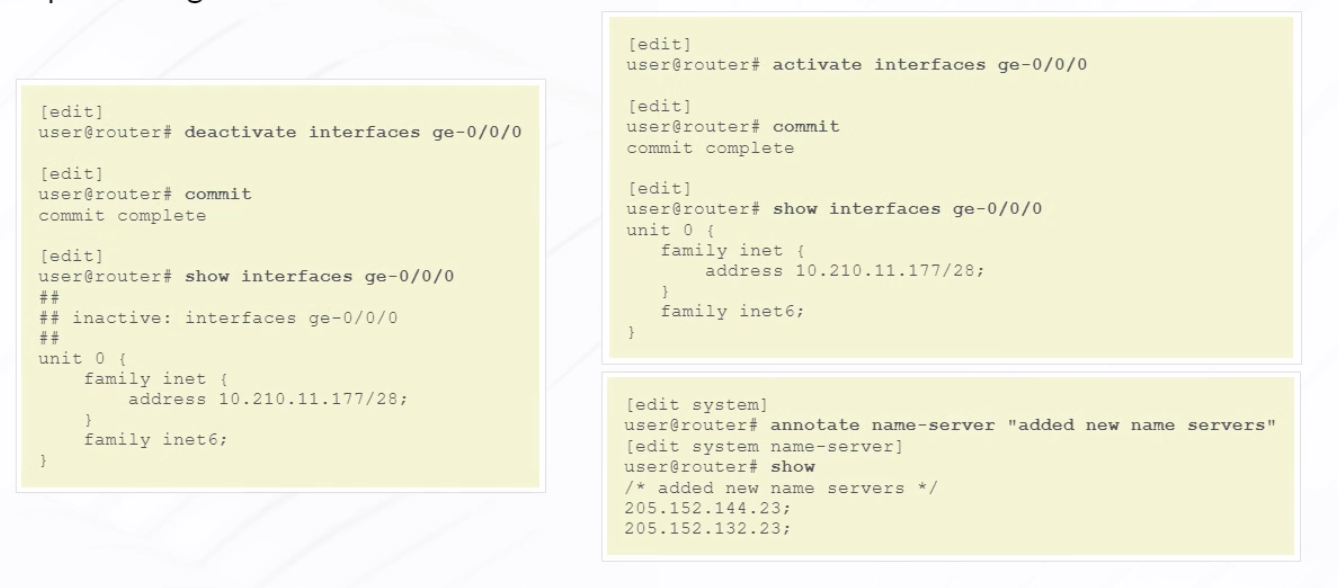 [edit]
user@router# deactivate interfaces ge-0/0/0
[edit]
user@router# commit
commit complete
[edit]
user@router# show interfaces ge-0/0/0
##
## inactive: interfaces ge-0/0/0
##
unit 0 {
    family inet {
        address 10.210.11.177/28;
    }
    family inet6;
}
[edit]
user@router# activate interfaces ge-0/0/0
[edit]
user@router# commit
commit complete
[edit]
user@router# show interfaces ge-0/0/0
unit 0 {
    family inet {
        address 10.210.11.177/28;
    }
    family inet6;
}
[edit system]
user@router# annotate name-server "added new name servers"
[edit system name-server]
user@router# show
/* added new name servers */
205.152.144.23;
205.152.132.23;